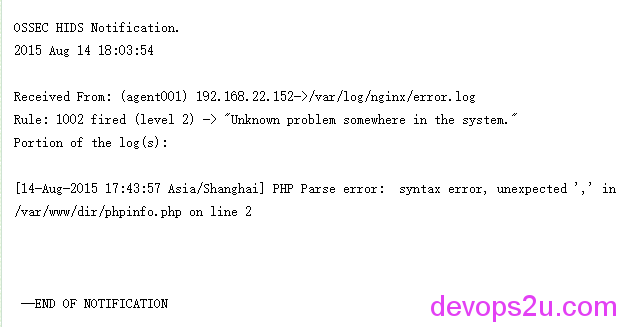 OSSEC HIDS Notification.
2015 Aug 14 18:03:54
Received From: (agent001) 192.168.22.152->/var/log/nginx/error.log
Rule: 1002 fired (level 2) -> "Unknown problem somewhere in the system."
Portion of the log(s):
[14-Aug-2015 17:43:57 Asia/Shanghai] PHP Parse error:  syntax error, unexpected ',' in
/var/www/dir/phpinfo.php on line 2
--END OF NOTIFICATION
devops2u.com